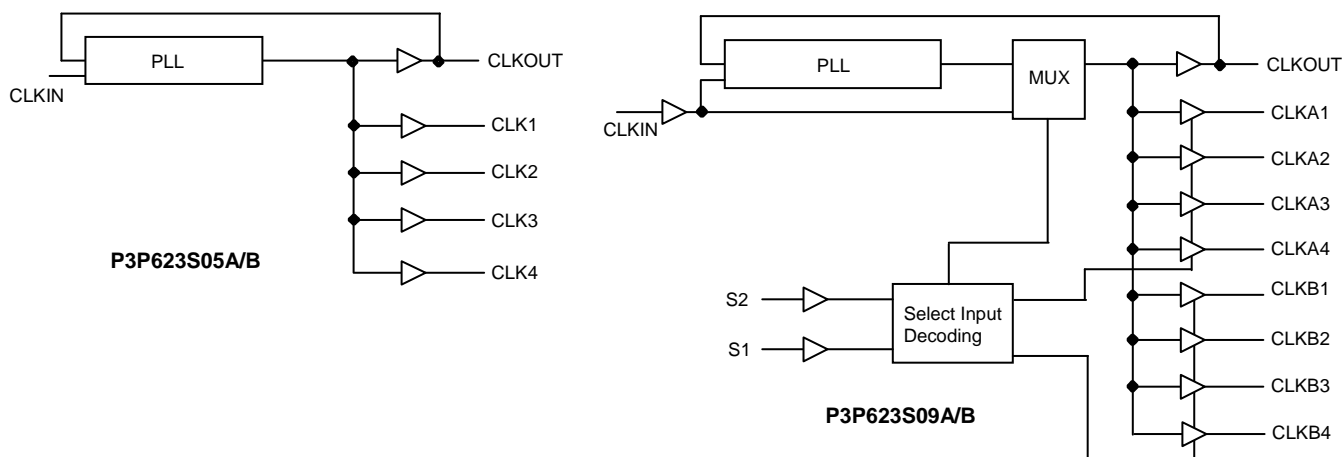 PLL
CLKOUT
CLKIN
CLK1
CLK2
CLK3
CLK4
P3P623S05A/B
PLL
MUX
CLKOUT
CLKIN
CLKA1
CLKA2
CLKA3
CLKA4
S2
S1
Select Input
Decoding
CLKB1
CLKB2
CLKB3
CLKB4
P3P623S09A/B